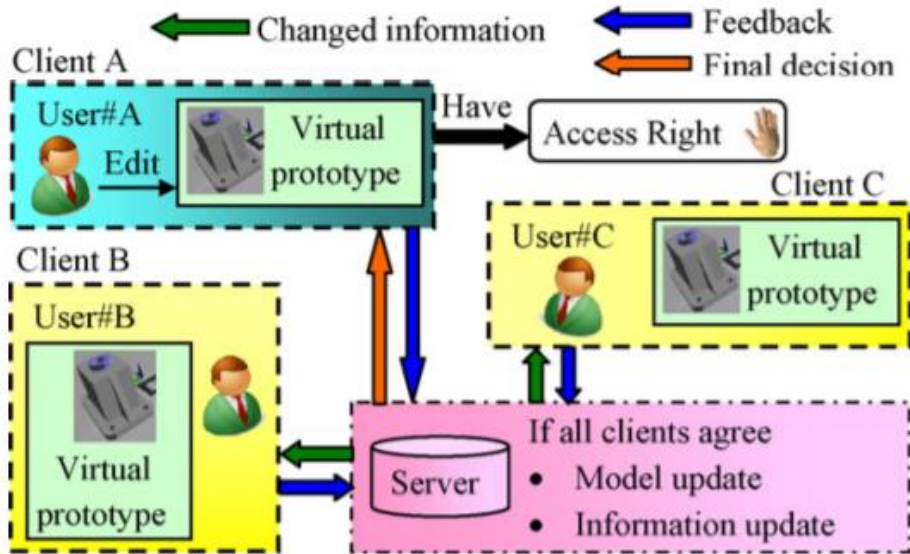 Changed information
Feedback
Final decision
Client A
User#A
Edit
Virtual
prototype
Have
Access Right
Client C
User#C
Virtual
prototype
Client B
User#B
Virtual
prototype
Server
If all clients agree
• Model update
• Information update